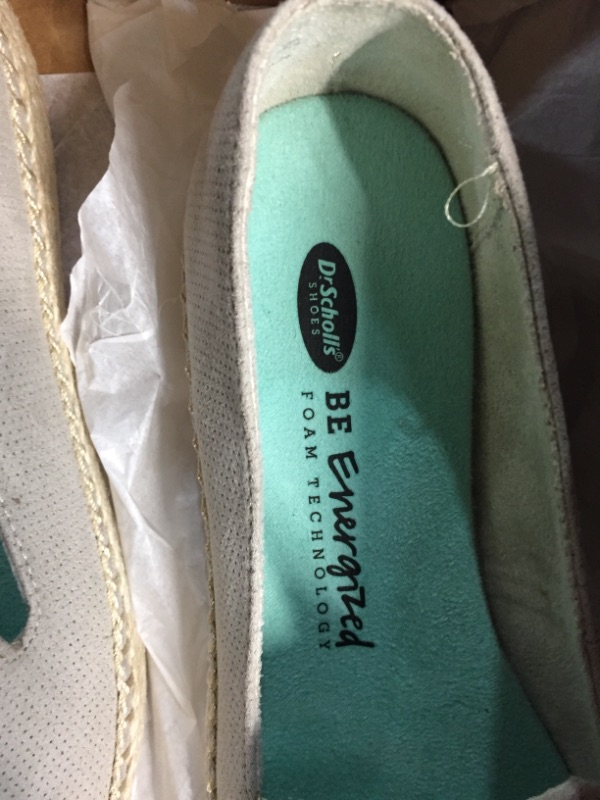 Dr. Scholl's®
SHOES
BE Energized
FOAM TECHNOLOGY